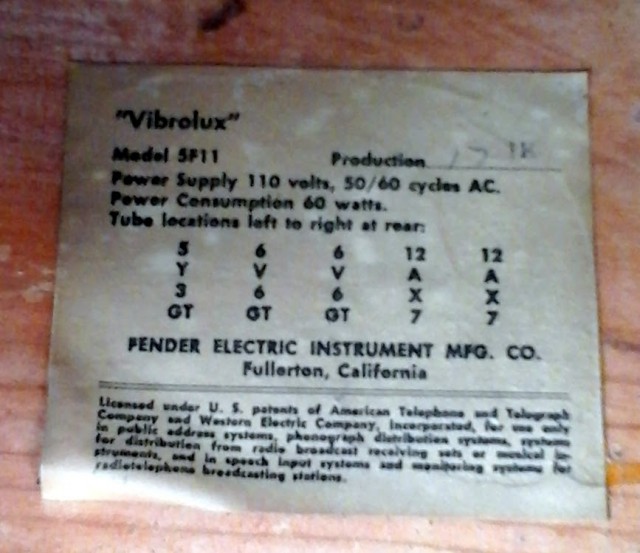 "Vibrolux"
Model 5F11 Production 17
Power Supply 110 volts, 50/60 cycles AC.
Power Consumption 60 watts.
Tube locations left to right at rear:
5 6 6 12 12
Y V V A A
3 6 6 X X
GT GT GT 7 7
FENDER ELECTRIC INSTRUMENT MFG. CO.
Fullerton, California
Licensed under U. S. patents of American Telephone and Telegraph
Company and Western Electric Company, Incorporated, for use only
in public address systems, phonograph distribution systems, systems
for distribution from radio broadcast receiving sets or musical in-
struments, and in speech input systems and monitoring systems for
radiotelephone broadcasting stations.